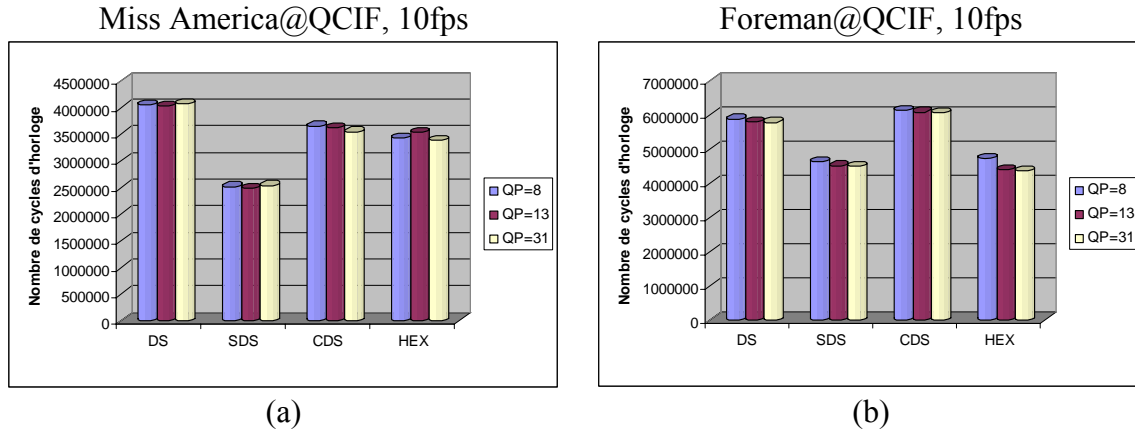 Miss America@QCIF, 10fps
Nombre de cycles d'horloge
4500000
4000000
3500000
3000000
2500000
2000000
1500000
1000000
500000
0
DS SDS CDS HEX
QP=8
QP=13
QP=31
(a)
Foreman@QCIF, 10fps
Nombre de cycles d'horloge
7000000
6000000
5000000
4000000
3000000
2000000
1000000
0
DS SDS CDS HEX
QP=8
QP=13
QP=31
(b)